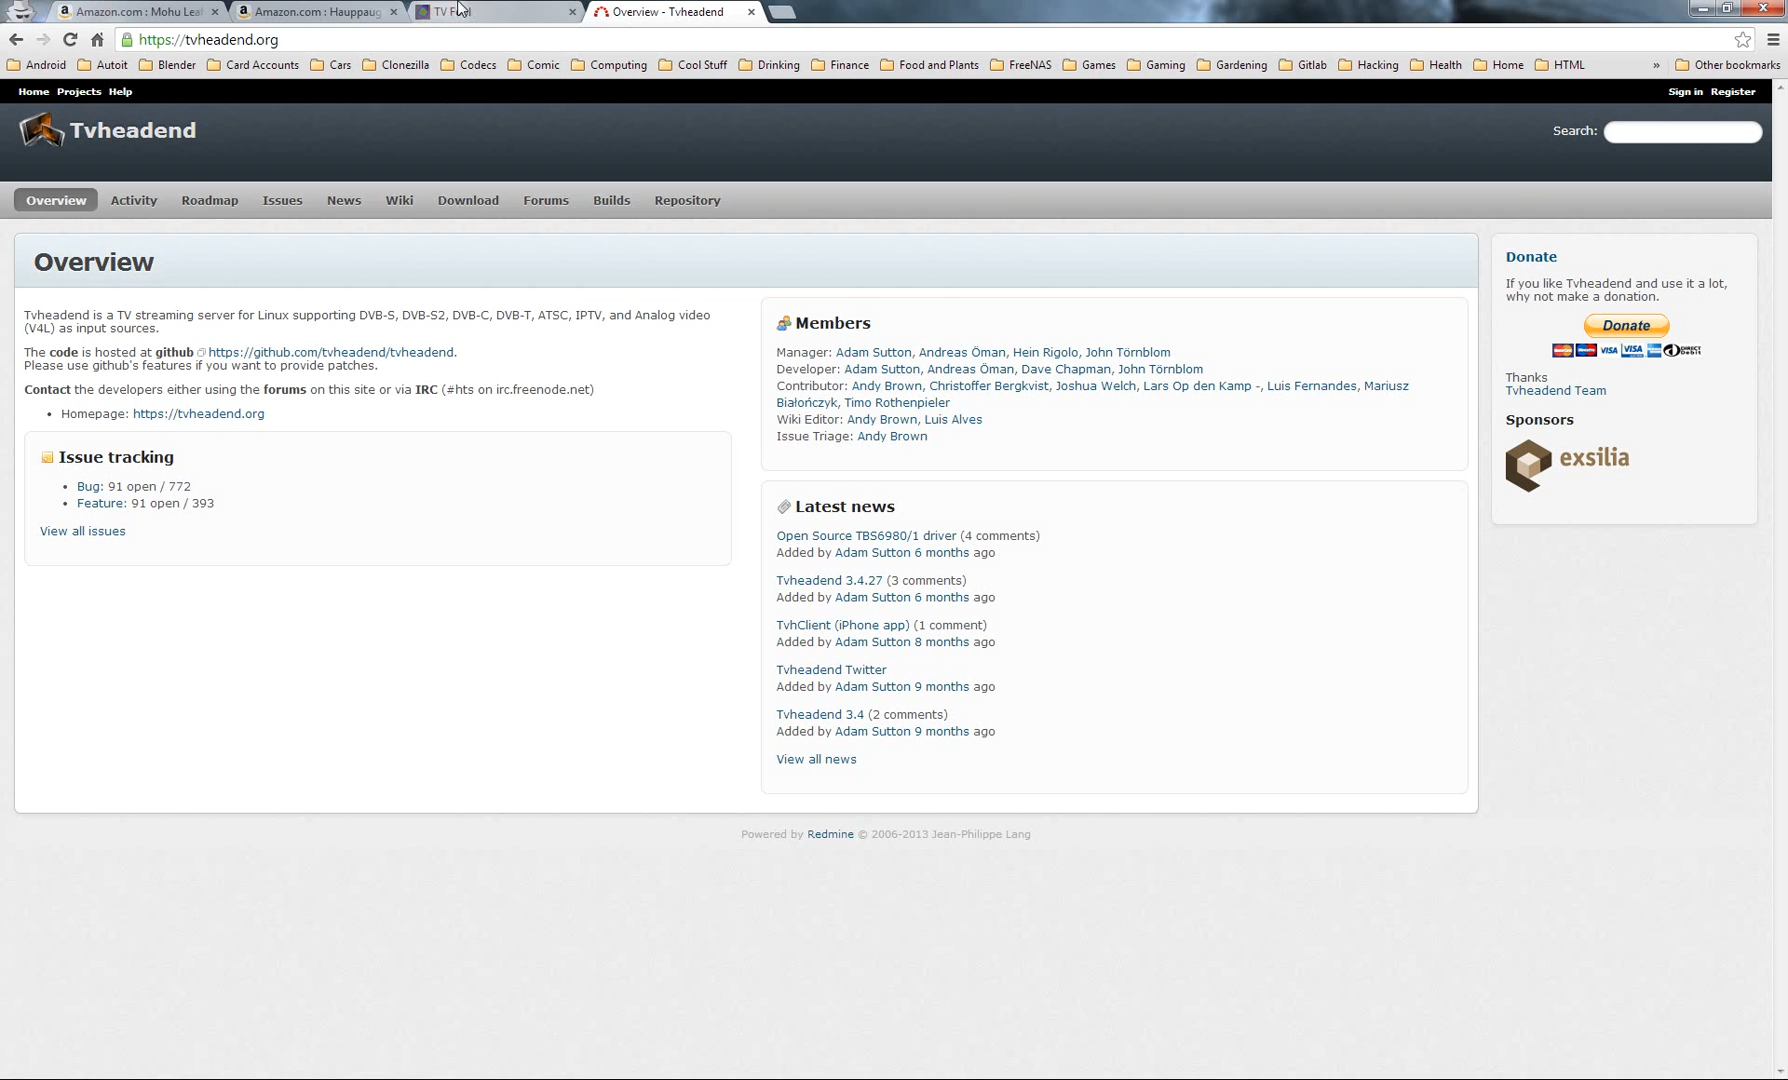 Amazon.com : Mohu Leaf
Amazon.com : Hauppaug
TV F
Overview - Tvheadend
https://tvheadend.org
Android Autoit Blender Card Accounts Cars Clonezilla Codecs Comic Computing Cool Stuff Drinking Finance Food and Plants FreeNAS Games Gaming Gardening Gitlab Hacking Health Home HTML » Other bookmarks
Home Projects Help Sign in Register
Tvheadend Search:
Overview Activity Roadmap Issues News Wiki Download Forums Builds Repository
Overview
Tvheadend is a TV streaming server for Linux supporting DVB-S, DVB-S2, DVB-C, DVB-T, ATSC, IPTV, and Analog video
(V4L) as input sources.
The code is hosted at github https://github.com/tvheadend/tvheadend.
Please use github's features if you want to provide patches.
Contact the developers either using the forums on this site or via IRC (#hts on irc.freenode.net)
• Homepage: https://tvheadend.org
Issue tracking
• Bug: 91 open / 772
• Feature: 91 open / 393
View all issues
Members
Manager: Adam Sutton, Andreas Öman, Hein Rigolo, John Törnblom
Developer: Adam Sutton, Andreas Öman, Dave Chapman, John Törnblom
Contributor: Andy Brown, Christoffer Bergkvist, Joshua Welch, Lars Op den Kamp -, Luis Fernandes, Mariusz
Białończyk, Timo Rothenpieler
Wiki Editor: Andy Brown, Luis Alves
Issue Triage: Andy Brown
Latest news
Open Source TBS6980/1 driver (4 comments)
Added by Adam Sutton 6 months ago
Tvheadend 3.4.27 (3 comments)
Added by Adam Sutton 6 months ago
TvhClient (iPhone app) (1 comment)
Added by Adam Sutton 8 months ago
Tvheadend Twitter
Added by Adam Sutton 9 months ago
Tvheadend 3.4 (2 comments)
Added by Adam Sutton 9 months ago
View all news
Donate
If you like Tvheadend and use it a lot,
why not make a donation.
Donate
VISA VISA DIRECT Debit
Thanks
Tvheadend Team
Sponsors
exsilia
Powered by Redmine © 2006-2013 Jean-Philippe Lang